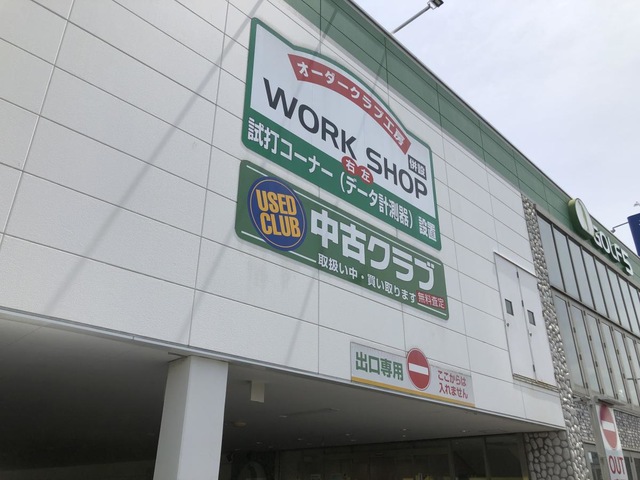 オーダークラブ工房
WORK SHOP
併設
右 左
試打コーナー(データ計測器)設置
USED
CLUB
中古クラブ
取扱い中・買い取ります 無料査定
出口専用
ここからは
入れません
GOLF5
OUT